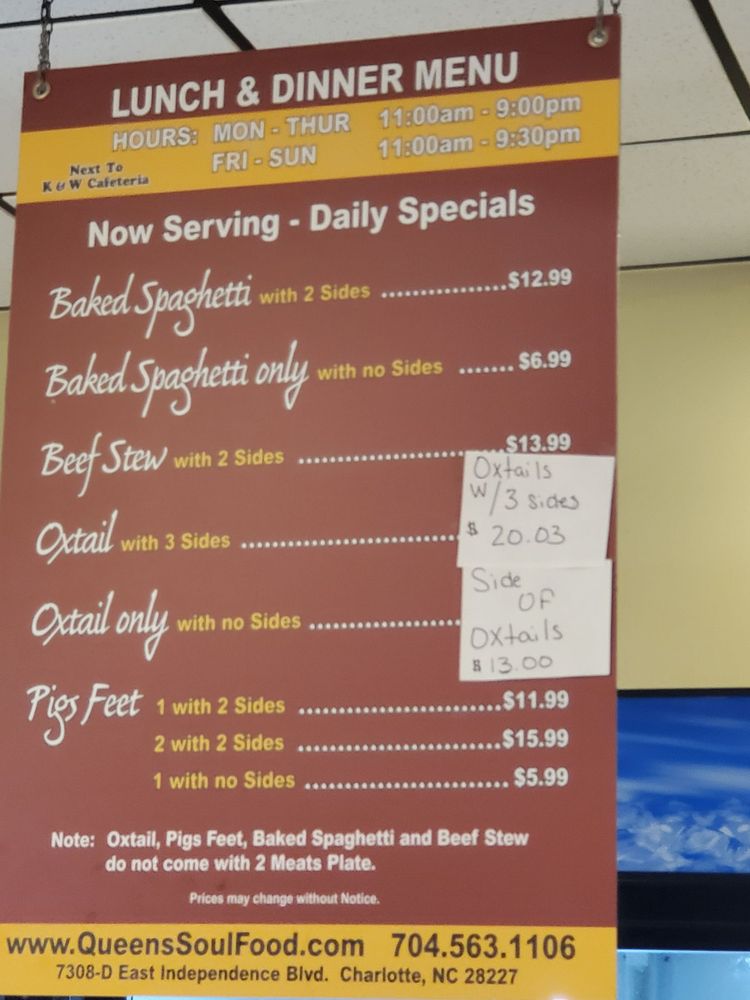 LUNCH & DINNER MENU
HOURS: MON - THUR 11:00am - 9:00pm
FRI - SUN 11:00am - 9:30pm
Next To
K & W Cafeteria
Now Serving - Daily Specials
Baked Spaghetti with 2 Sides ................$12.99
Baked Spaghetti only with no Sides ....... $6.99
Beef Stew with 2 Sides ..............................$13.99
Oxtails
W/3 sides
$ 20.03
Oxtail with 3 Sides ................................
Side
OF
Oxtails
$ 13.00
Oxtail only with no Sides ......................
Pigs Feet 1 with 2 Sides ..............................$11.99
2 with 2 Sides ..............................$15.99
1 with no Sides .............................. $5.99
Note: Oxtail, Pigs Feet, Baked Spaghetti and Beef Stew
do not come with 2 Meats Plate.
Prices may change without Notice.
www.QueensSoulFood.com 704.563.1106
7308-D East Independence Blvd. Charlotte, NC 28227